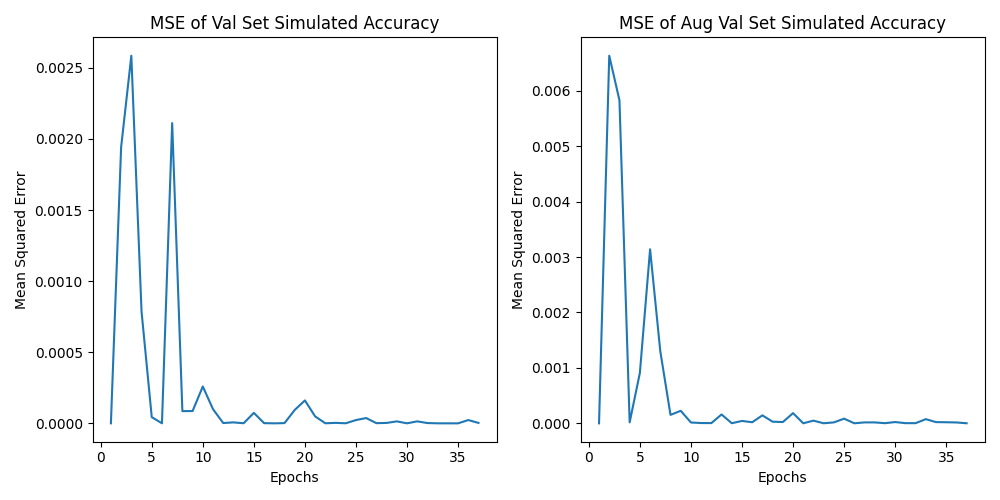 MSE of Val Set Simulated Accuracy
Mean Squared Error
0.0025
0.0020
0.0015
0.0010
0.0005
0.0000
0 5 10 15 20 25 30 35
Epochs
MSE of Aug Val Set Simulated Accuracy
Mean Squared Error
0.006
0.005
0.004
0.003
0.002
0.001
0.000
0 5 10 15 20 25 30 35
Epochs